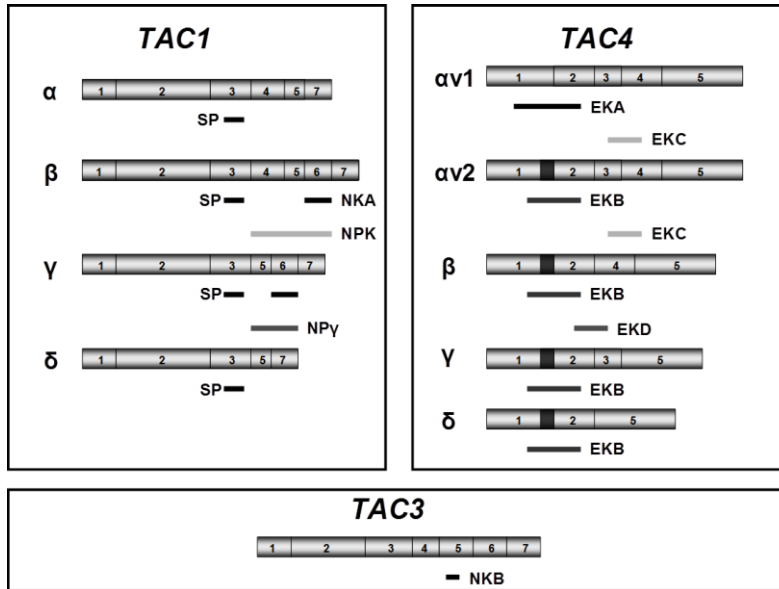 TAC1
α
1 2 3 4 5 7
SP
β
1 2 3 4 5 6 7
SP NKA
NPK
γ
1 2 3 5 6 7
SP
NPγ
δ
1 2 3 5 7
SP
TAC4
αv1
1 2 3 4 5
EKA
EKC
αv2
1 2 3 4 5
EKB
EKC
β
1 2 4 5
EKB
EKD
γ
1 2 3 5
EKB
δ
1 2 5
EKB
TAC3
1 2 3 4 5 6 7
NKB